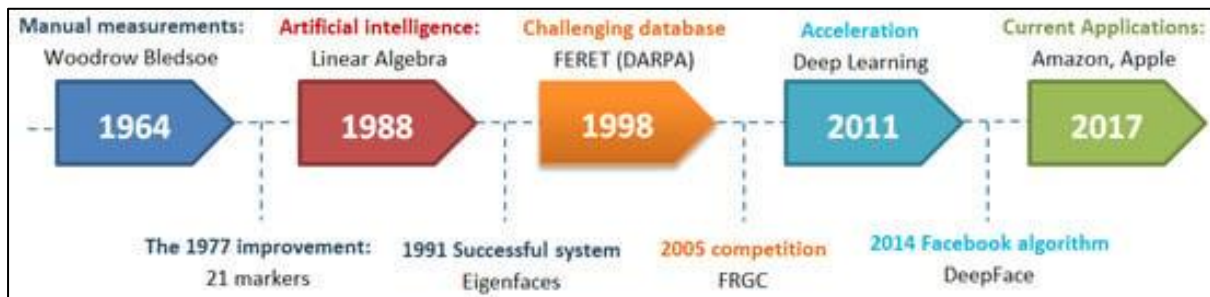 Manual measurements:
Woodrow Bledsoe
1964
Artificial intelligence:
Linear Algebra
1988
Challenging database
FERET (DARPA)
1998
Acceleration
Deep Learning
2011
Current Applications:
Amazon, Apple
2017
The 1977 improvement:
21 markers
1991 Successful system
Eigenfaces
2005 competition
FRGC
2014 Facebook algorithm
DeepFace